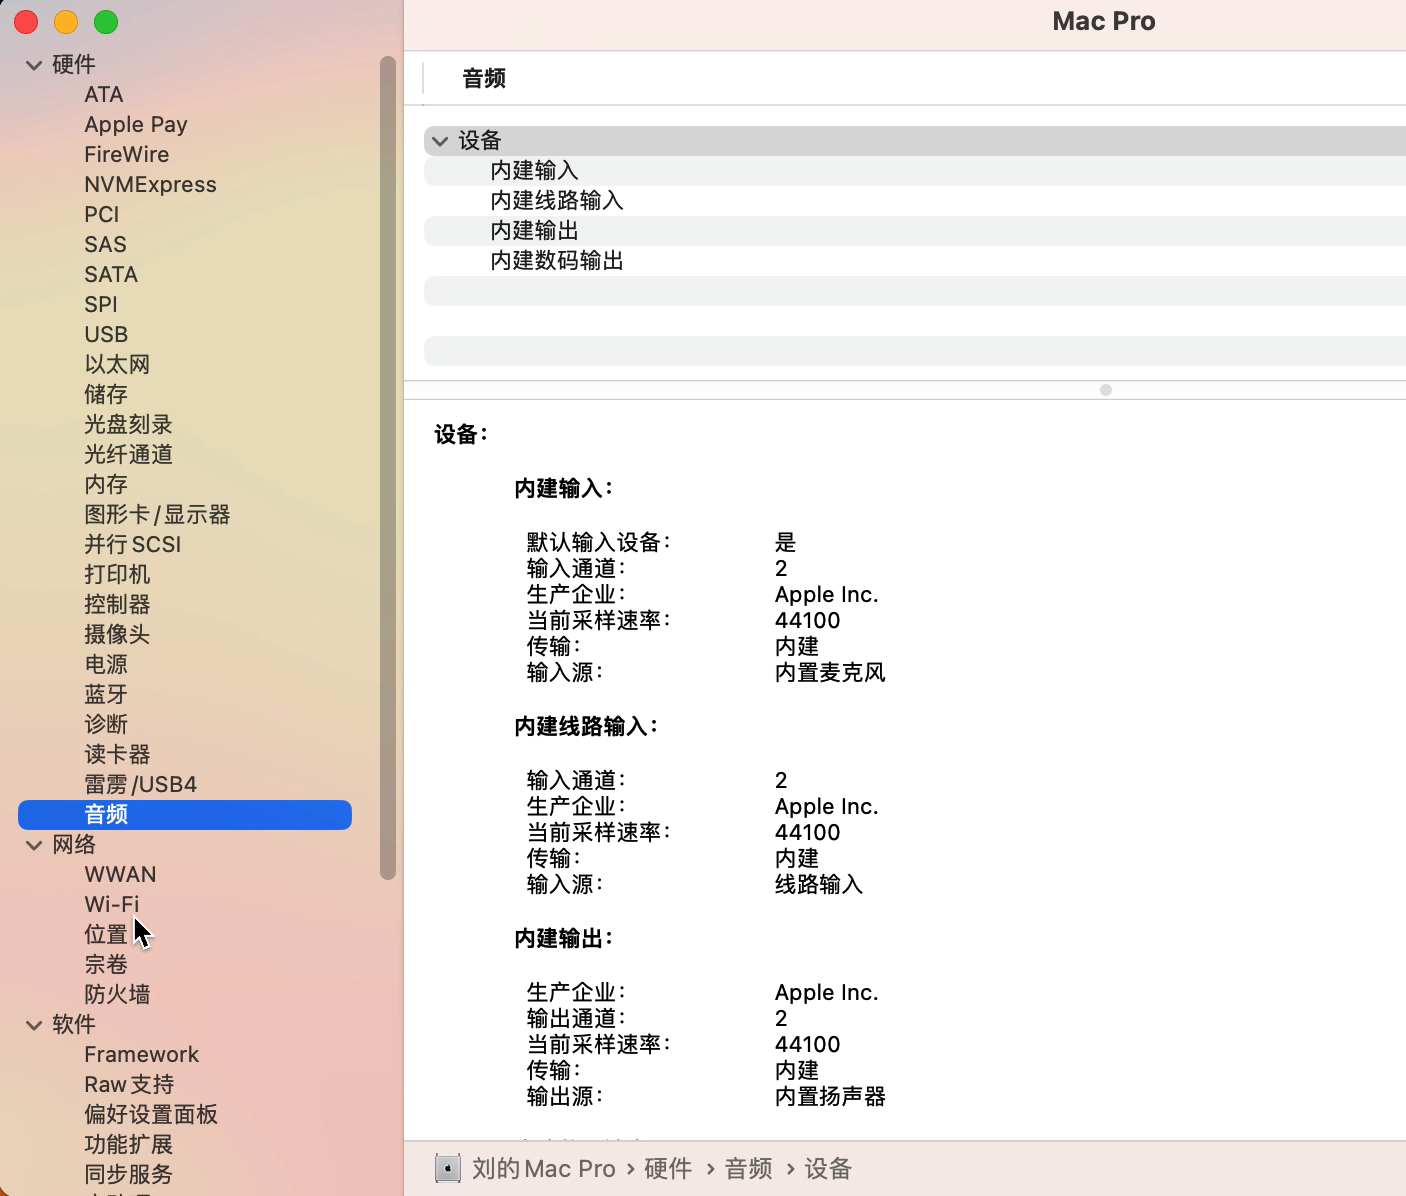 硬件
ATA
Apple Pay
FireWire
NVMExpress
PCI
SAS
SATA
SPI
USB
以太网
储存
光盘刻录
光纤通道
内存
图形卡/显示器
并行SCSI
打印机
控制器
摄像头
电源
蓝牙
诊断
读卡器
雷雳/USB4
音频
网络
WWAN
Wi-Fi
位置
宗卷
防火墙
软件
Framework
Raw支持
偏好设置面板
功能扩展
同步服务
Mac Pro
音频
设备
内建输入
内建线路输入
内建输出
内建数码输出
设备：
内建输入：
默认输入设备： 是
输入通道： 2
生产企业： Apple Inc.
当前采样速率： 44100
传输： 内建
输入源： 内置麦克风
内建线路输入：
输入通道： 2
生产企业： Apple Inc.
当前采样速率： 44100
传输： 内建
输入源： 线路输入
内建输出：
生产企业： Apple Inc.
输出通道： 2
当前采样速率： 44100
传输： 内建
输出源： 内置扬声器
刘的Mac Pro › 硬件 › 音频 › 设备